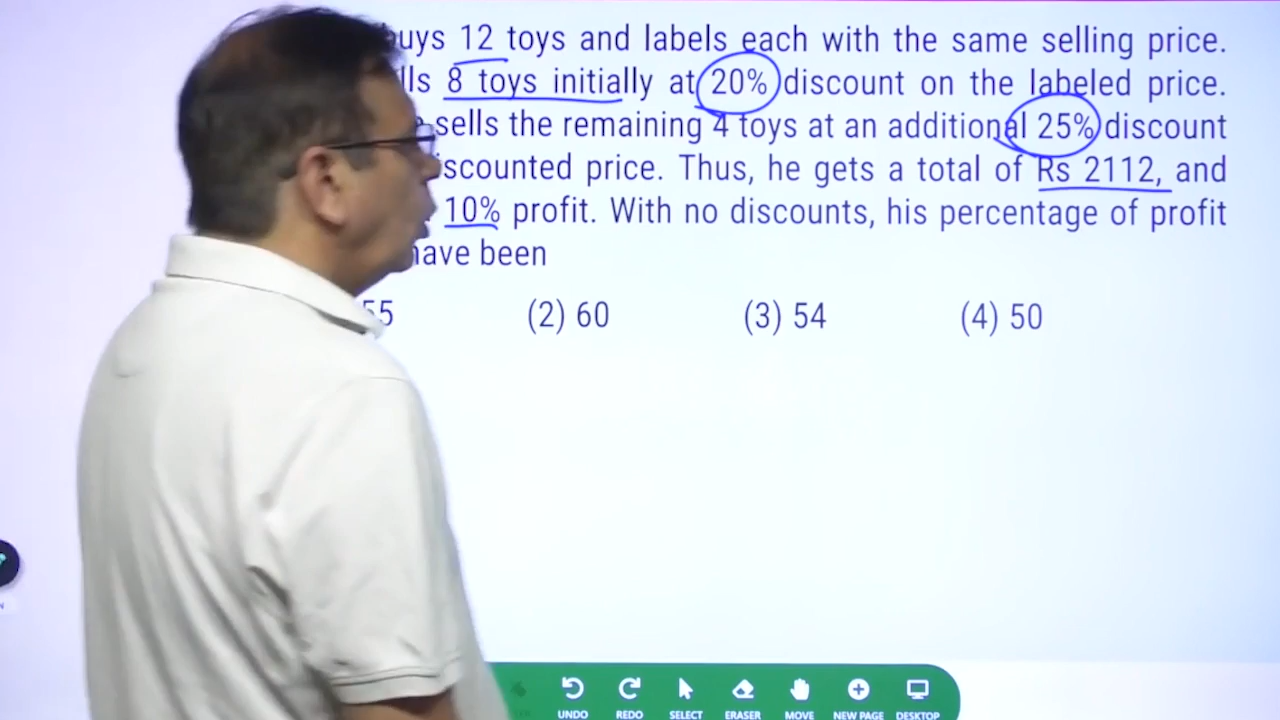 buys 12 toys and labels each with the same selling price.
8 toys initially at 20% discount on the labeled price.
sells the remaining 4 toys at an additional 25% discount
discounted price. Thus, he gets a total of Rs 2112, and
10% profit. With no discounts, his percentage of profit
have been
55 (2) 60 (3) 54 (4) 50
UNDO REDO SELECT ERASER MOVE NEW PAGE DESKTOP